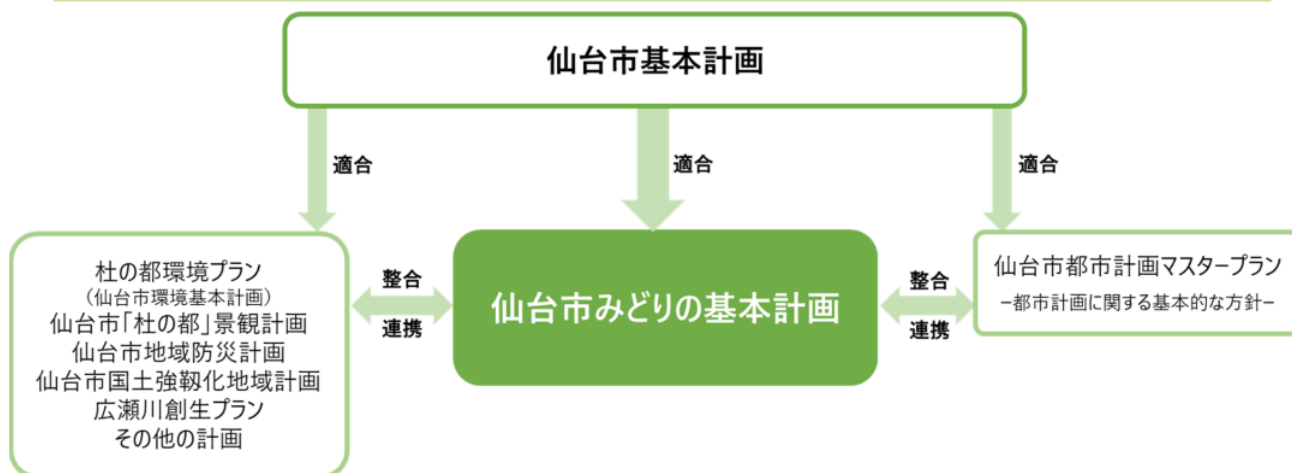 仙台市基本計画
適合
適合
適合
杜の都環境プラン
（仙台市環境基本計画）
仙台市「杜の都」景観計画
仙台市地域防災計画
仙台市国土強靱化地域計画
広瀬川創生プラン
その他の計画
整合
連携
仙台市みどりの基本計画
整合
連携
仙台市都市計画マスタープラン
−都市計画に関する基本的な方針−